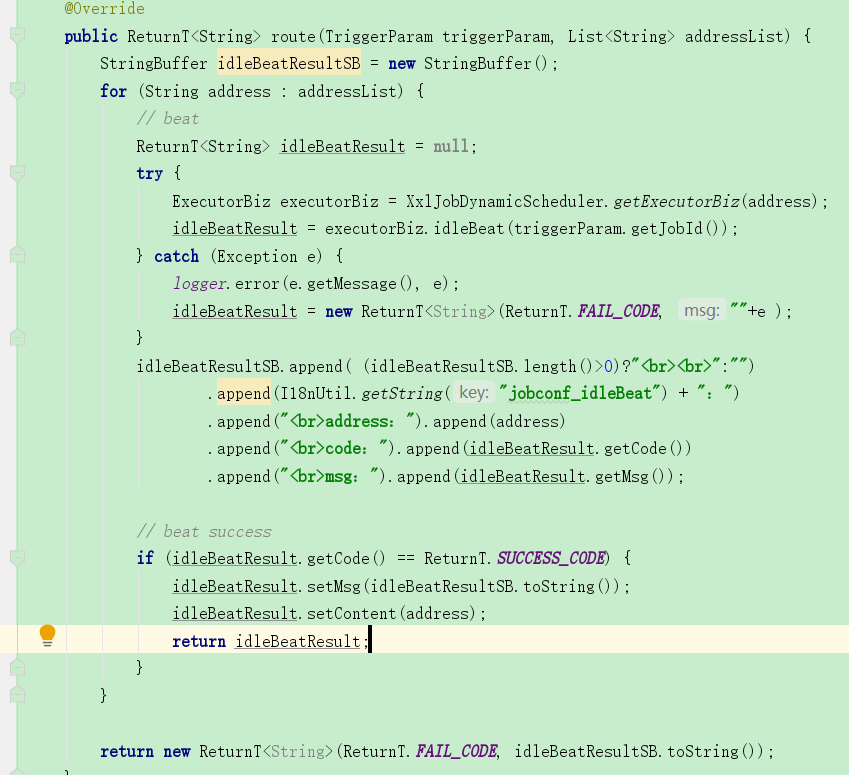 @Override
public ReturnT<String> route(TriggerParam triggerParam, List<String> addressList) {
StringBuffer idleBeatResultSB = new StringBuffer();
for (String address : addressList) {
// beat
ReturnT<String> idleBeatResult = null;
try {
ExecutorBiz executorBiz = XxlJobDynamicScheduler.getExecutorBiz(address);
idleBeatResult = executorBiz.idleBeat(triggerParam.getJobId());
} catch (Exception e) {
logger.error(e.getMessage(), e);
idleBeatResult = new ReturnT<String>(ReturnT.FAIL_CODE, msg: ""+e );
}
idleBeatResultSB.append( (idleBeatResultSB.length()>0)?"<br><br>":"")
.append(I18nUtil.getString( key: "jobconf_idleBeat") + "：")
.append("<br>address：").append(address)
.append("<br>code：").append(idleBeatResult.getCode())
.append("<br>msg：").append(idleBeatResult.getMsg());
// beat success
if (idleBeatResult.getCode() == ReturnT.SUCCESS_CODE) {
idleBeatResult.setMsg(idleBeatResultSB.toString());
idleBeatResult.setContent(address);
return idleBeatResult;
}
}
return new ReturnT<String>(ReturnT.FAIL_CODE, idleBeatResultSB.toString());
}